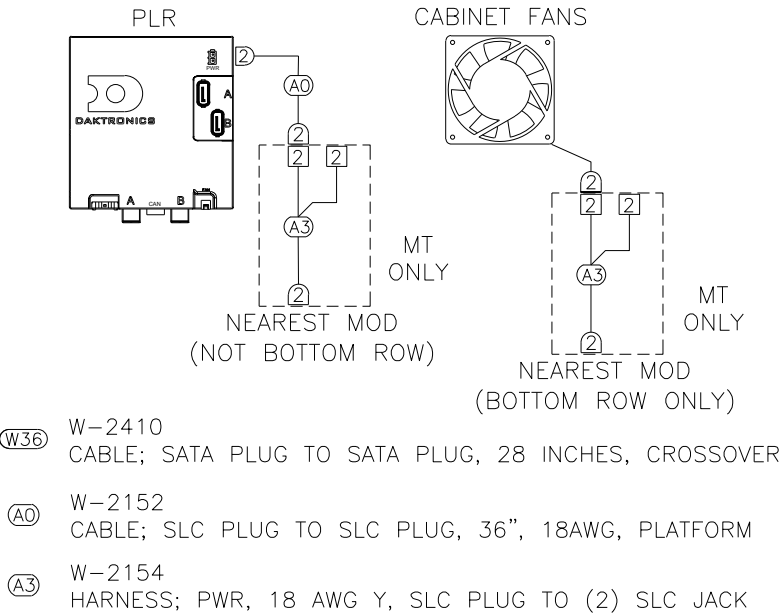 PLR
CABINET FANS
PWR
2
A0
A
B
DAKTRONICS
A
CAN
B
2
2
2
A3
MT
ONLY
2
NEAREST MOD
(NOT BOTTOM ROW)
2
2
2
A3
MT
ONLY
2
NEAREST MOD
(BOTTOM ROW ONLY)
W36
W-2410
CABLE; SATA PLUG TO SATA PLUG, 28 INCHES, CROSSOVER
A0
W-2152
CABLE; SLC PLUG TO SLC PLUG, 36", 18AWG, PLATFORM
A3
W-2154
HARNESS; PWR, 18 AWG Y, SLC PLUG TO (2) SLC JACK